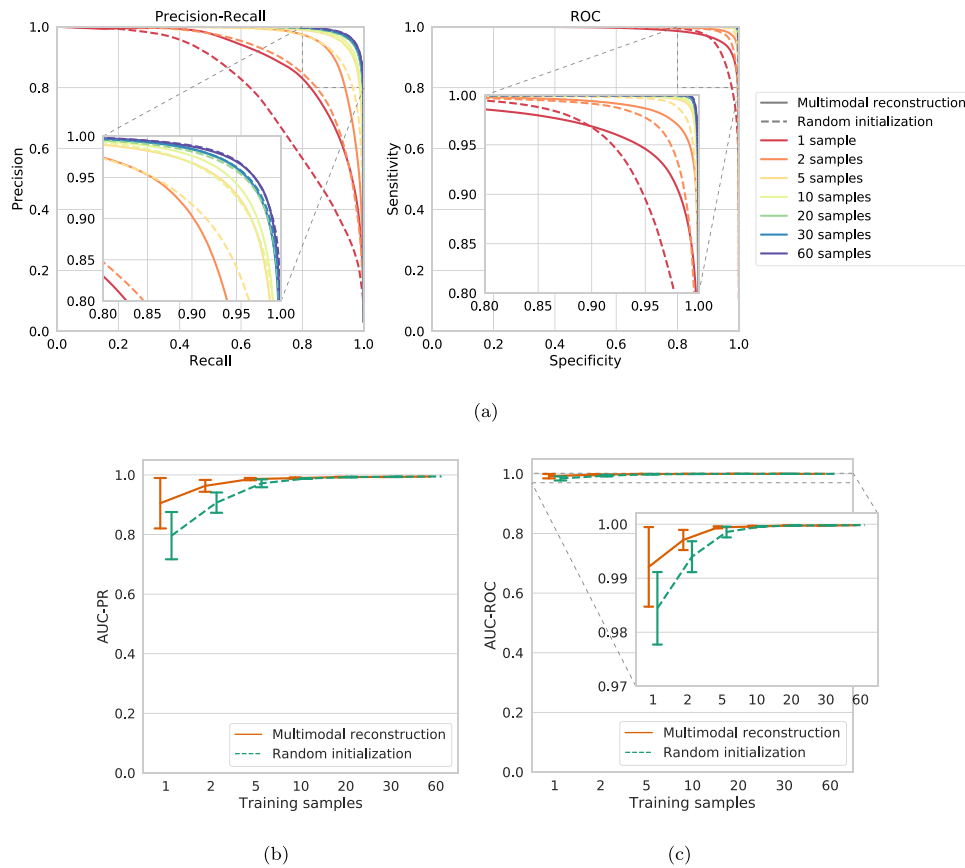 Precision-Recall
ROC
1.0
0.8
0.6
0.4
0.2
0.0
Precision
1.00
0.95
0.90
0.85
0.80
0.80 0.85 0.90 0.95 1.00
0.0 0.2 0.4 0.6 0.8 1.0
Recall
1.0
0.8
0.6
0.4
0.2
0.0
Sensitivity
1.00
0.95
0.90
0.85
0.80
0.80 0.85 0.90 0.95 1.00
0.0 0.2 0.4 0.6 0.8 1.0
Specificity
Multimodal reconstruction
Random initialization
1 sample
2 samples
5 samples
10 samples
20 samples
30 samples
60 samples
(a)
1.0
0.8
0.6
0.4
0.2
0.0
AUC-PR
Multimodal reconstruction
Random initialization
1 2 5 10 20 30 60
Training samples
(b)
1.0
0.8
0.6
0.4
0.2
0.0
AUC-ROC
1.00
0.99
0.98
0.97
1 2 5 10 20 30 60
Multimodal reconstruction
Random initialization
1 2 5 10 20 30 60
Training samples
(c)